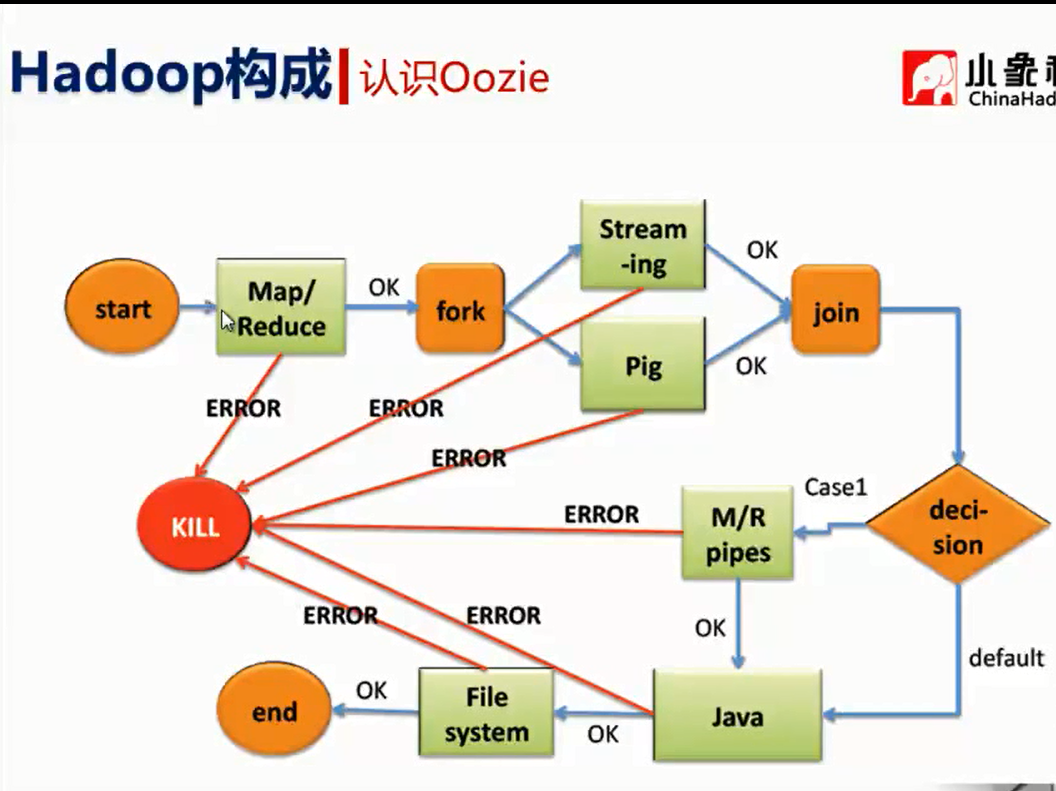 Hadoop构成|认识Oozie
小象
ChinaHad
Stream
-ing
OK
start
Map/
Reduce
OK
fork
join
Pig
OK
ERROR
ERROR
ERROR
KILL
ERROR
M/R
pipes
Case1
deci-
sion
ERROR
ERROR
OK
default
end
OK
File
system
OK
Java